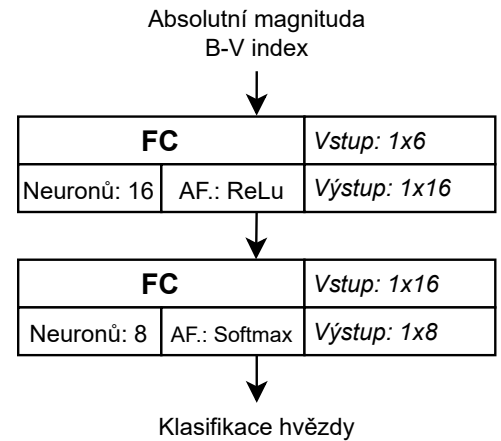 Absolutní magnituda
B-V index
FC
Vstup: 1x6
Neuronů: 16
AF.: ReLu
Výstup: 1x16
FC
Vstup: 1x16
Neuronů: 8
AF.: Softmax
Výstup: 1x8
Klasifikace hvězdy